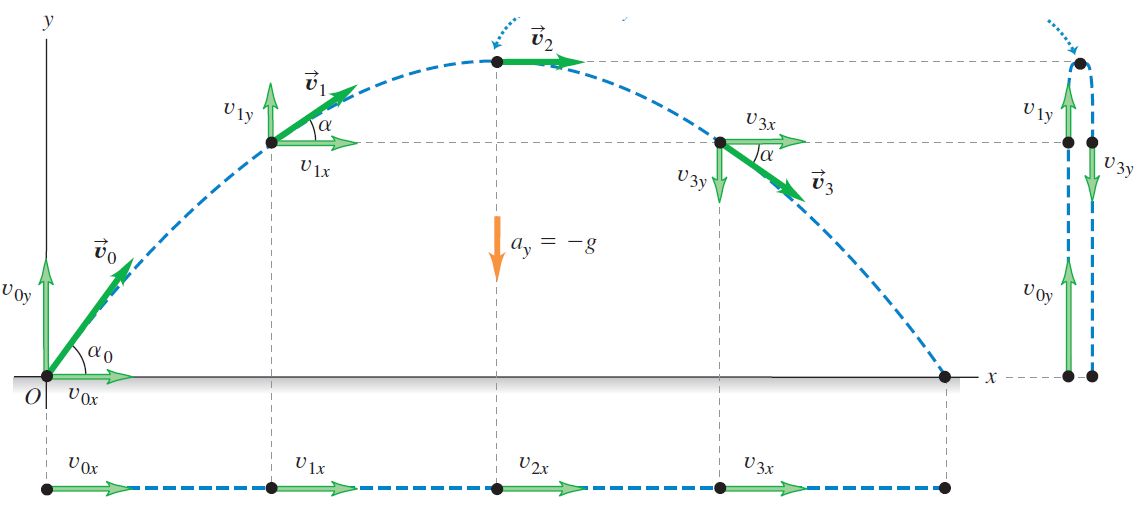 y
v⃗₂
v⃗₁
v₁y
α
v₁ₓ
v₃ₓ
α
v₃y
v⃗₃
v₁y
v₃y
v⃗₀
ay = −g
v₀y
α₀
v₀y
O
v₀ₓ
x
v₀ₓ
v₁ₓ
v₂ₓ
v₃ₓ